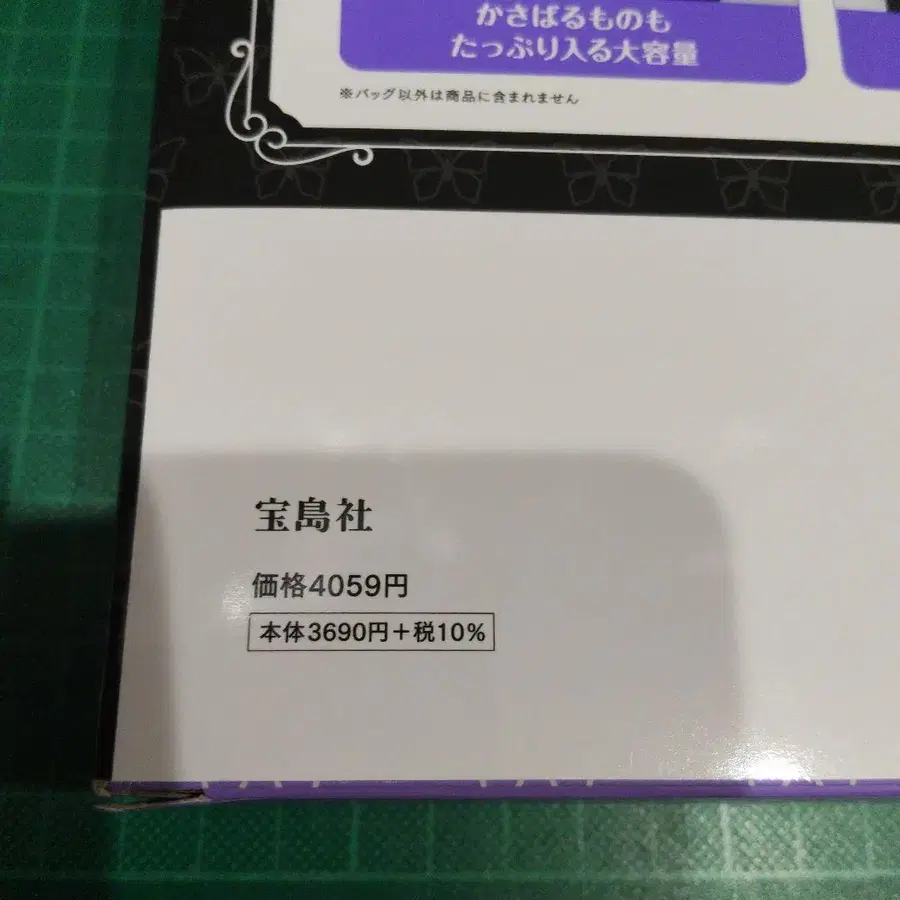 かさばるものも
たっぷり入る大容量
※バッグ以外は商品に含まれません
宝島社
価格4059円
本体3690円＋税10%